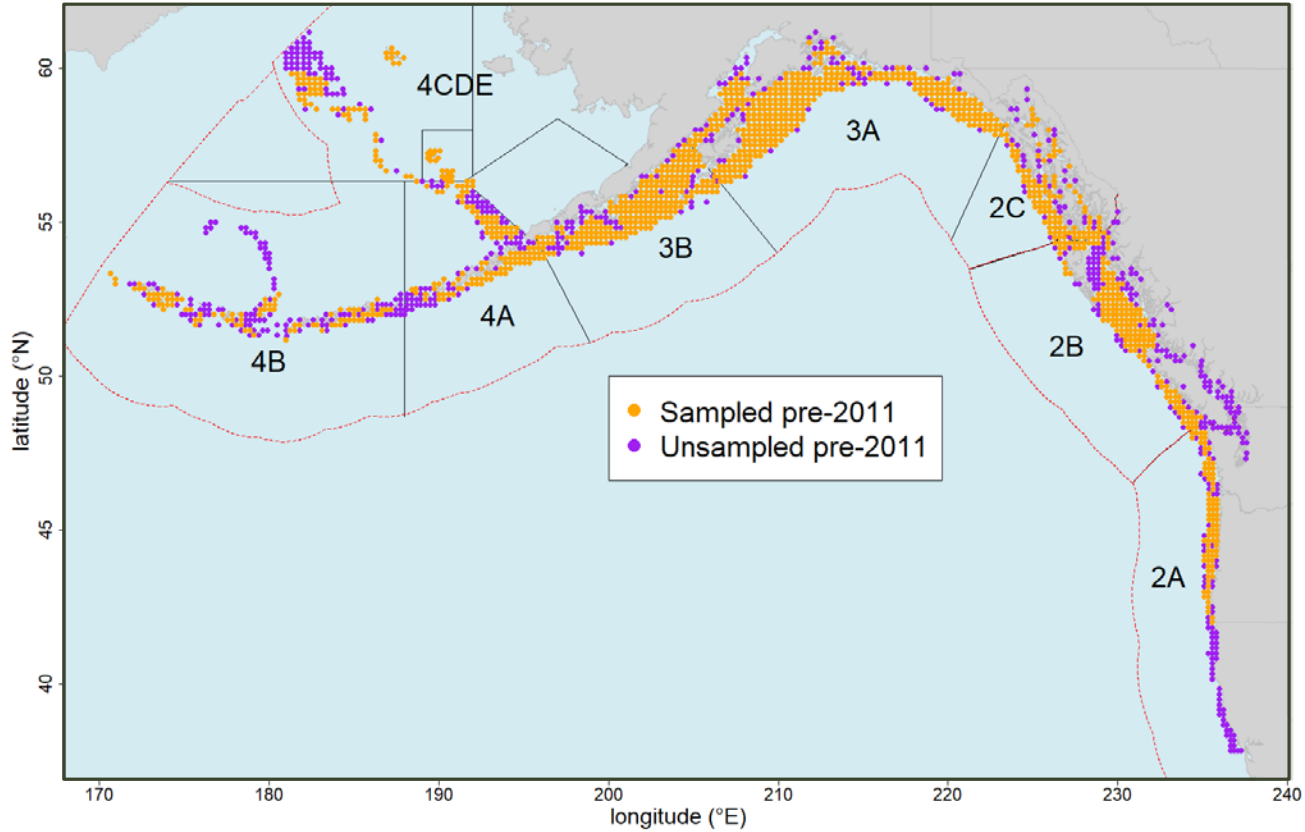 60
55
50
45
40
latitude (°N)
4CDE
3A
2C
3B
4A
4B
2B
2A
Sampled pre-2011
Unsampled pre-2011
170
180
190
200
210
220
230
240
longitude (°E)